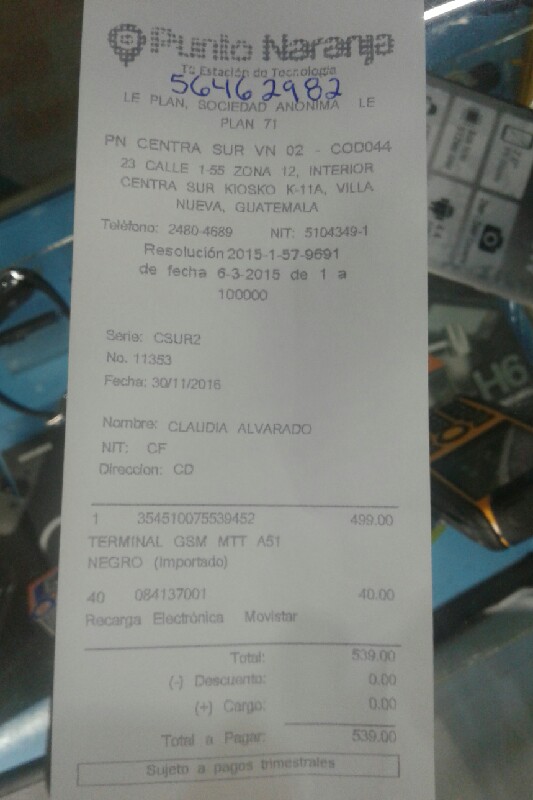 Punto Naranja
Tu Estación de Tecnología
56462982
LE PLAN, SOCIEDAD ANONIMA LE
PLAN 71
PN CENTRA SUR VN 02 - COD044
23 CALLE 1-55 ZONA 12, INTERIOR
CENTRA SUR KIOSKO K-11A, VILLA
NUEVA, GUATEMALA
Teléfono: 2480-4689 NIT: 5104349-1
Resolución 2015-1-57-9691
de fecha 6-3-2015 de 1 a
100000
Serie: CSUR2
No. 11353
Fecha: 30/11/2016
Nombre: CLAUDIA ALVARADO
NIT: CF
Direccion: CD
1 354510075539452 499.00
TERMINAL GSM MTT A51
NEGRO (Importado)
40 084137001 40.00
Recarga Electrónica Movistar
Total: 539.00
(-) Descuento: 0.00
(+) Cargo: 0.00
Total a Pagar: 539.00
Sujeto a pagos trimestrales
H6